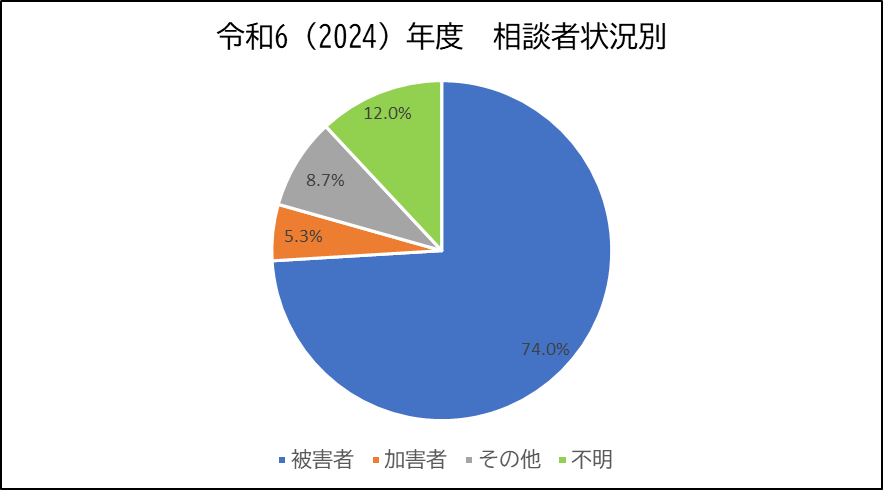 令和6（2024）年度　相談者状況別
12.0%
8.7%
5.3%
74.0%
被害者 加害者 その他 不明